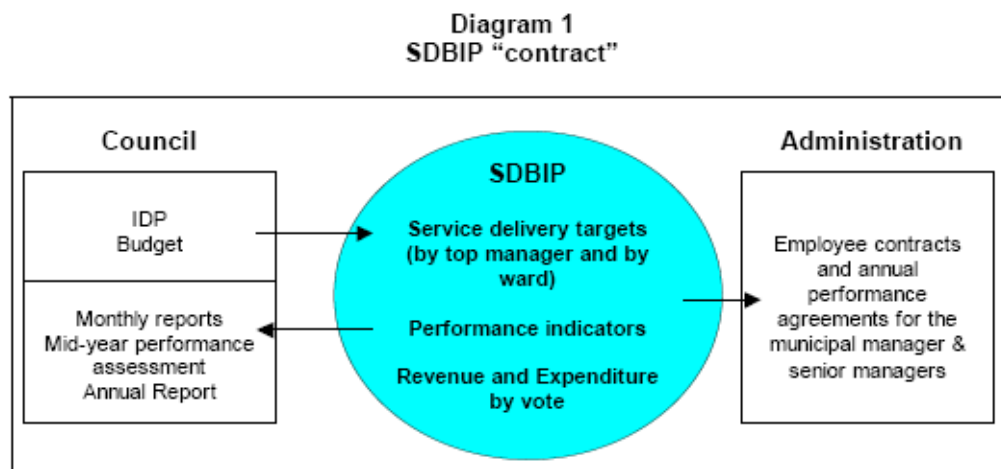 Diagram 1
SDBIP “contract”
Council
IDP
Budget
Monthly reports
Mid-year performance
assessment
Annual Report
SDBIP
Service delivery targets
(by top manager and by
ward)
Performance indicators
Revenue and Expenditure
by vote
Administration
Employee contracts
and annual
performance
agreements for the
municipal manager &
senior managers